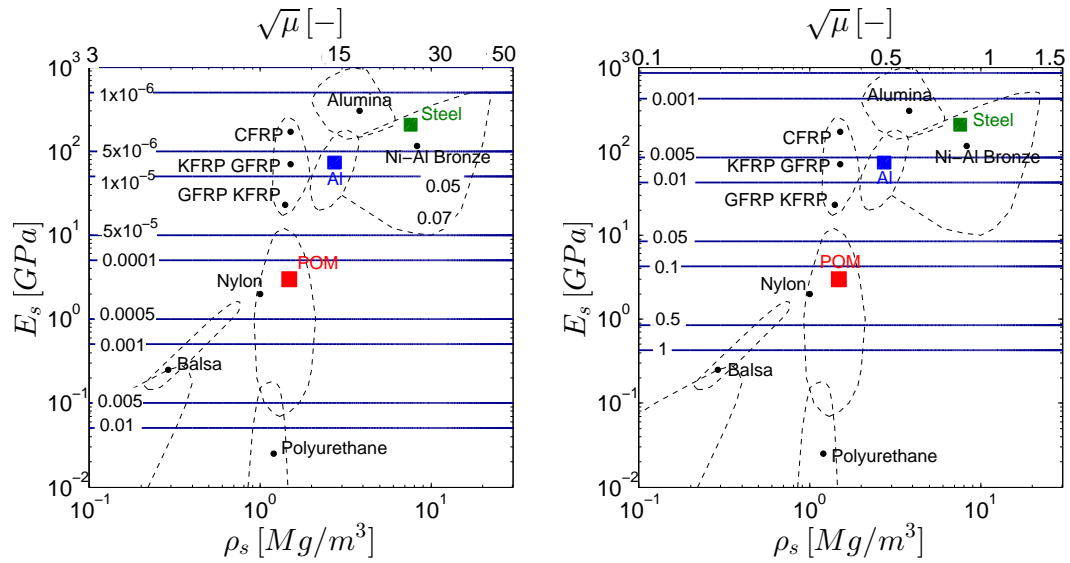 √μ [−]
3 15 30 50
10³
10²
10¹
10⁰
10⁻¹
10⁻²
E_s [GPa]
1x10⁻⁶
5x10⁻⁶
1x10⁻⁵
5x10⁻⁵
0.0001
0.0005
0.001
0.005
0.01
Alumina
Steel
CFRP
Ni−Al Bronze
KFRP GFRP
Al
0.05
GFRP KFRP
0.07
POM
Nylon
Balsa
Polyurethane
10⁻¹ 10⁰ 10¹
ρ_s [Mg/m³]
√μ [−]
0.1 0.5 1 1.5
10³
10²
10¹
10⁰
10⁻¹
10⁻²
E_s [GPa]
0.001
0.005
0.01
0.05
0.1
0.5
1
Alumina
Steel
CFRP
Ni−Al Bronze
KFRP GFRP
Al
GFRP KFRP
POM
Nylon
Balsa
Polyurethane
10⁻¹ 10⁰ 10¹
ρ_s [Mg/m³]